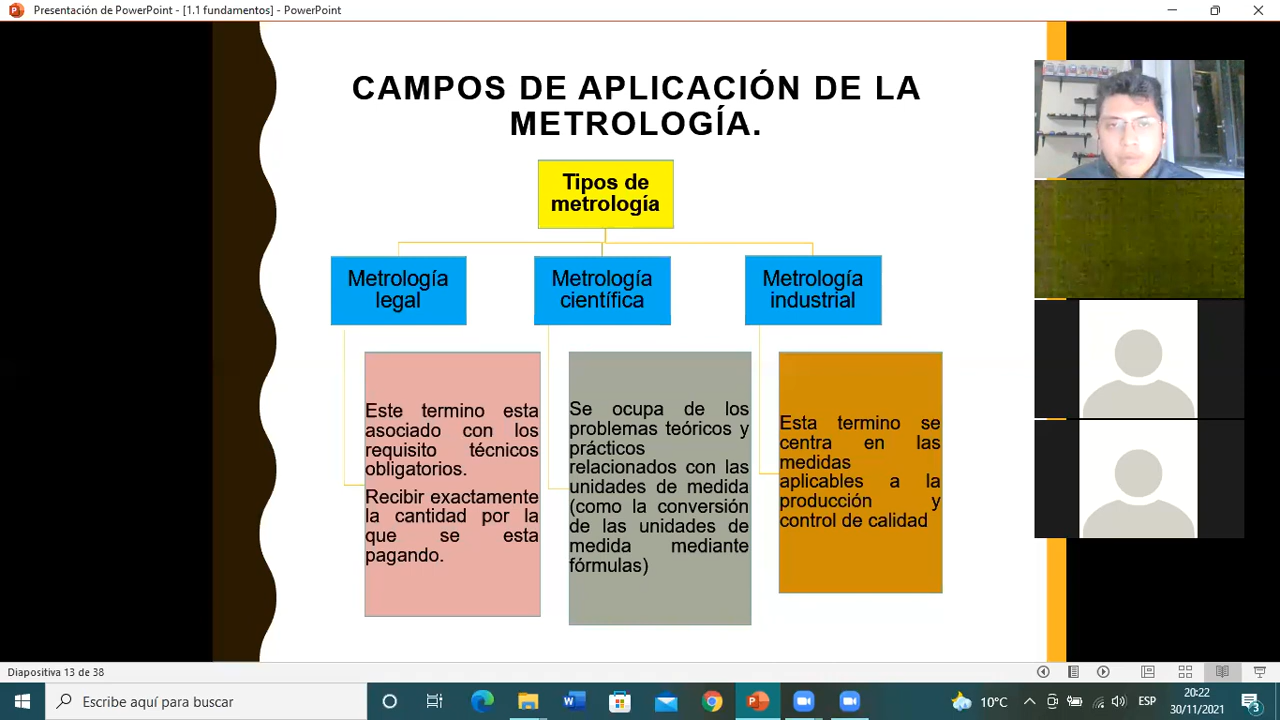 Presentación de PowerPoint - [1.1 fundamentos] - PowerPoint
CAMPOS DE APLICACIÓN DE LA
METROLOGÍA.
Tipos de
metrología
Metrología
legal
Metrología
científica
Metrología
industrial
Este termino esta
asociado con los
requisito técnicos
obligatorios.
Recibir exactamente
la cantidad por la
que se esta
pagando.
Se ocupa de los
problemas teóricos y
prácticos
relacionados con las
unidades de medida
(como la conversión
de las unidades de
medida mediante
fórmulas)
Esta termino se
centra en las
medidas
aplicables a la
producción y
control de calidad
Diapositiva 13 de 38
Escribe aquí para buscar
10°C
ESP
20:22
30/11/2021
3